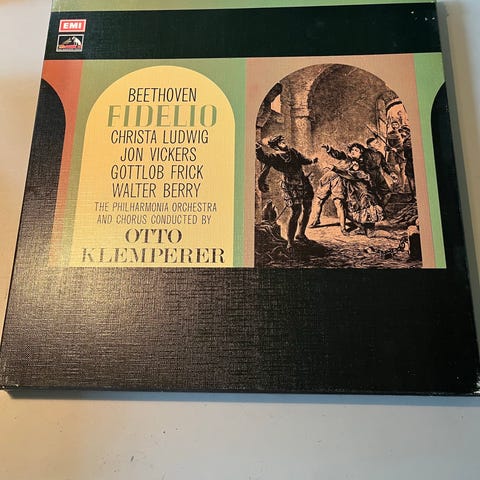 EMI
BEETHOVEN
FIDELIO
CHRISTA LUDWIG
JON VICKERS
GOTTLOB FRICK
WALTER BERRY
THE PHILHARMONIA ORCHESTRA
AND CHORUS CONDUCTED BY
OTTO
KLEMPERER